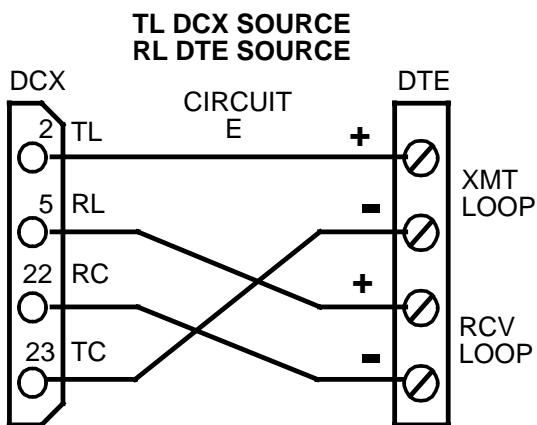 TL DCX SOURCE
RL DTE SOURCE
DCX
DTE
CIRCUIT
E
2 TL
+
5 RL
-
XMT
LOOP
22 RC
+
23 TC
-
RCV
LOOP